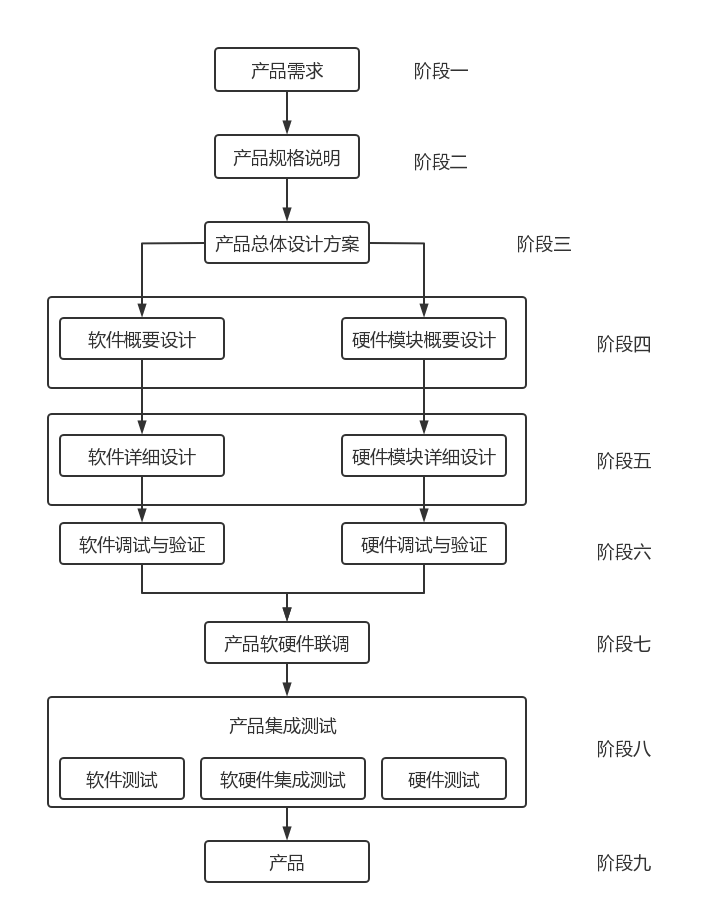 产品需求
阶段一
产品规格说明
阶段二
产品总体设计方案
阶段三
软件概要设计
硬件模块概要设计
阶段四
软件详细设计
硬件模块详细设计
阶段五
软件调试与验证
硬件调试与验证
阶段六
产品软硬件联调
阶段七
产品集成测试
阶段八
软件测试
软硬件集成测试
硬件测试
产品
阶段九